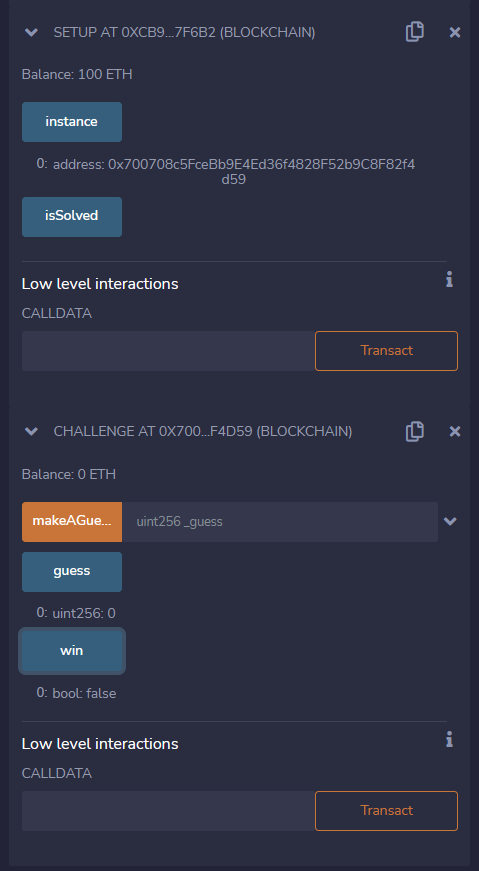 SETUP AT 0XCB9...7F6B2 (BLOCKCHAIN)
Balance: 100 ETH
instance
0: address: 0x700708c5FceBb9E4Ed36f4828F52b9C8F82f4
d59
isSolved
Low level interactions
CALLDATA
Transact
CHALLENGE AT 0X700...F4D59 (BLOCKCHAIN)
Balance: 0 ETH
makeAGue... uint256 _guess
guess
0: uint256: 0
win
0: bool: false
Low level interactions
CALLDATA
Transact